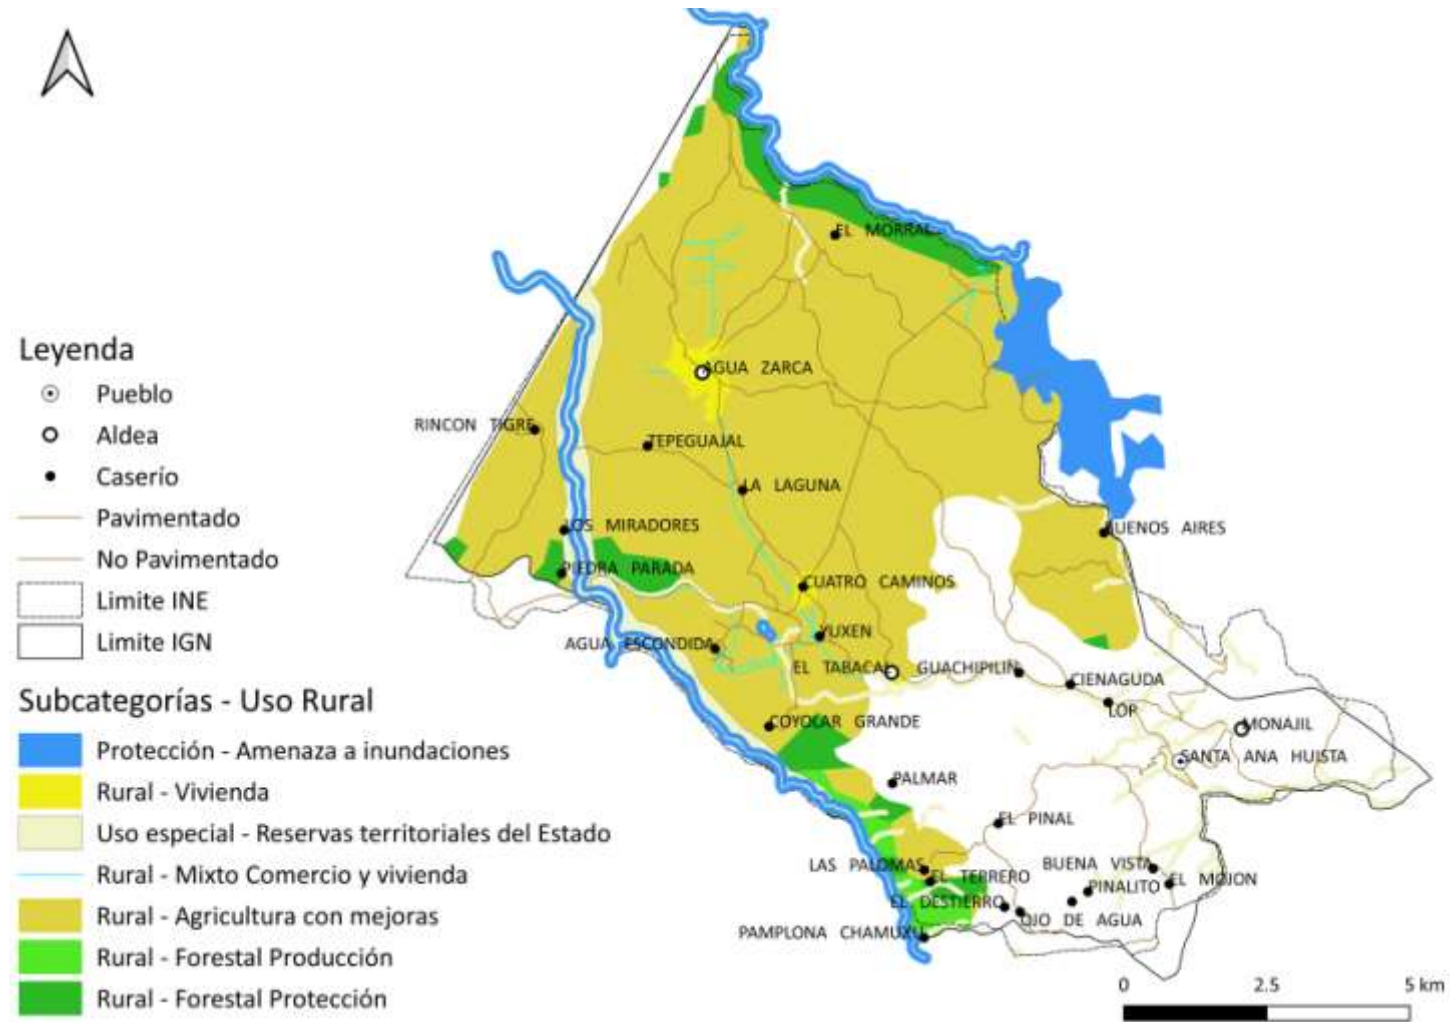 EL MORRAL
AGUA ZARCA
RINCON TIGRE
TEPEGUAJAL
LA LAGUNA
LOS MIRADORES
BUENOS AIRES
PIEDRA PARADA
CUATRO CAMINOS
YUXEN
AGUA ESCONDIDA
EL TABACAL
GUACHIPILIN
CIENAGUDA
LOP
COYOLAR GRANDE
MONAJIL
SANTA ANA HUISTA
PALMAR
EL PINAL
LAS PALOMAS
EL TERRERO
BUENA VISTA
EL MOJON
PINALITO
EL DESTIERRO
OJO DE AGUA
PAMPLONA CHAMUXU
Leyenda
Pueblo
Aldea
Caserío
Pavimentado
No Pavimentado
Limite INE
Limite IGN
Subcategorías - Uso Rural
Protección - Amenaza a inundaciones
Rural - Vivienda
Uso especial - Reservas territoriales del Estado
Rural - Mixto Comercio y vivienda
Rural - Agricultura con mejoras
Rural - Forestal Producción
Rural - Forestal Protección
0 2.5 5 km